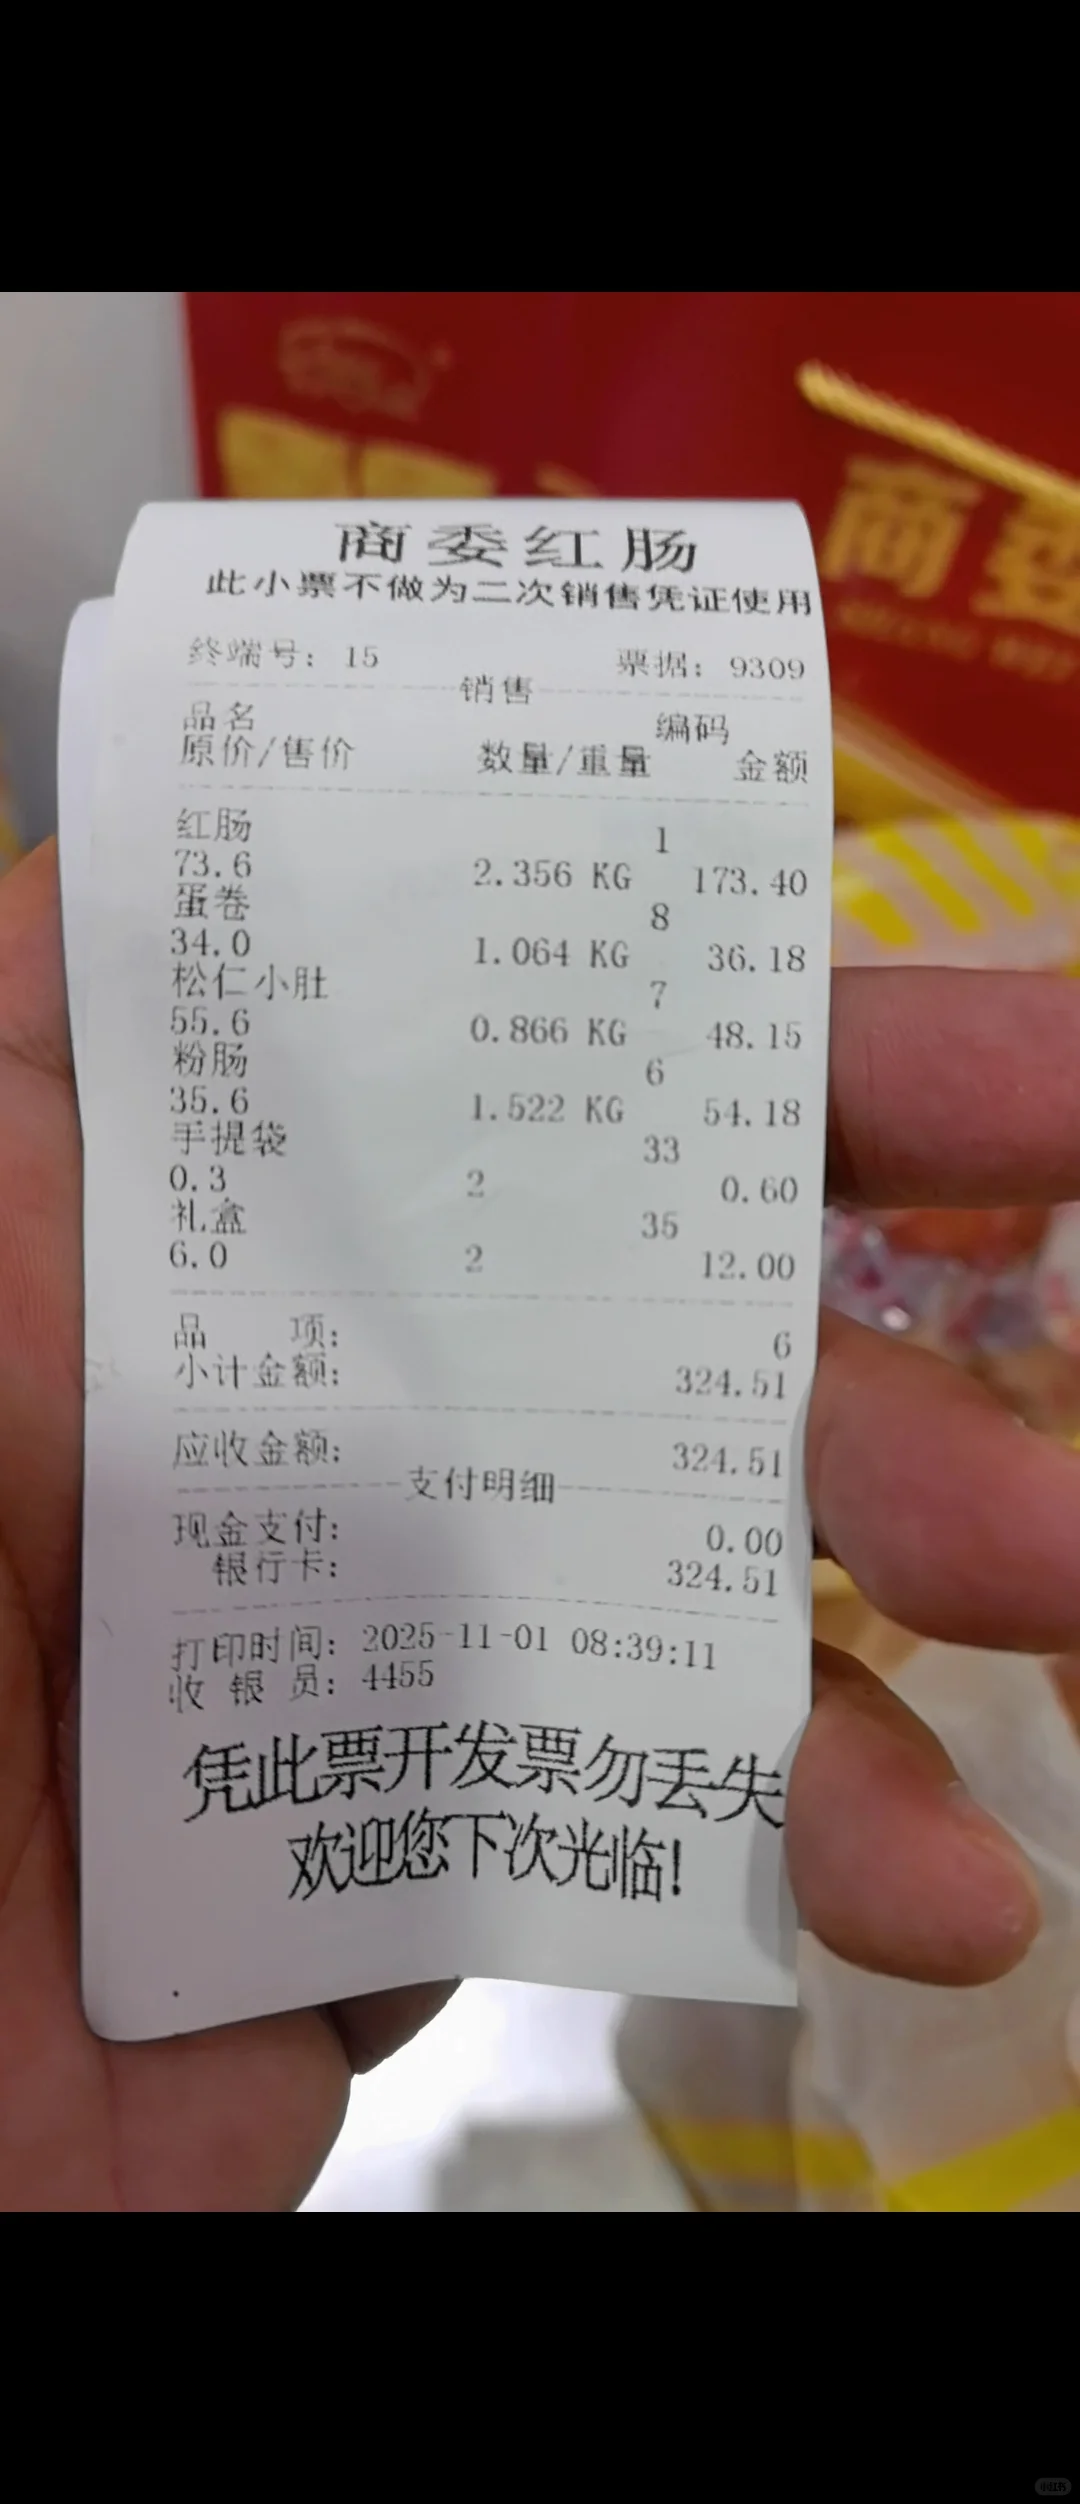 商委
商委红肠
此小票不做为二次销售凭证使用
终端号: 15 票据: 9309
销售
品名 编码
原价/售价 数量/重量 金额
红肠 1
73.6 2.356 KG 173.40
蛋卷 8
34.0 1.064 KG 36.18
松仁小肚 7
55.6 0.866 KG 48.15
粉肠 6
35.6 1.522 KG 54.18
手提袋 33
0.3 2 0.60
礼盒 35
6.0 2 12.00
品 项: 6
小计金额: 324.51
应收金额: 324.51
支付明细
现金支付: 0.00
银行卡: 324.51
打印时间: 2025-11-01 08:39:11
收 银 员: 4455
凭此票开发票勿丢失
欢迎您下次光临!